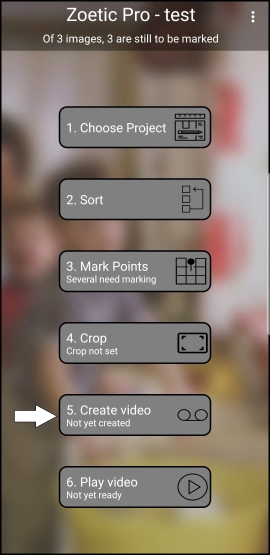 Zoetic Pro - test
Of 3 images, 3 are still to be marked
1. Choose Project
2. Sort
3. Mark Points
Several need marking
4. Crop
Crop not set
5. Create video
Not yet created
6. Play video
Not yet ready